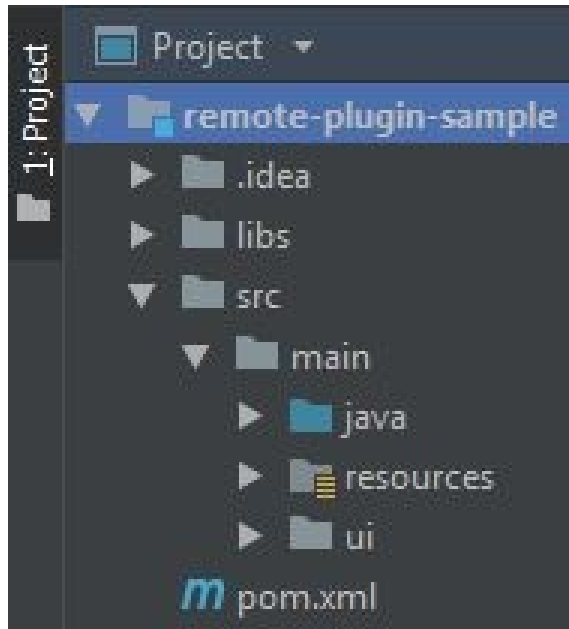 1: Project
Project
remote-plugin-sample
.idea
libs
src
main
java
resources
ui
m pom.xml